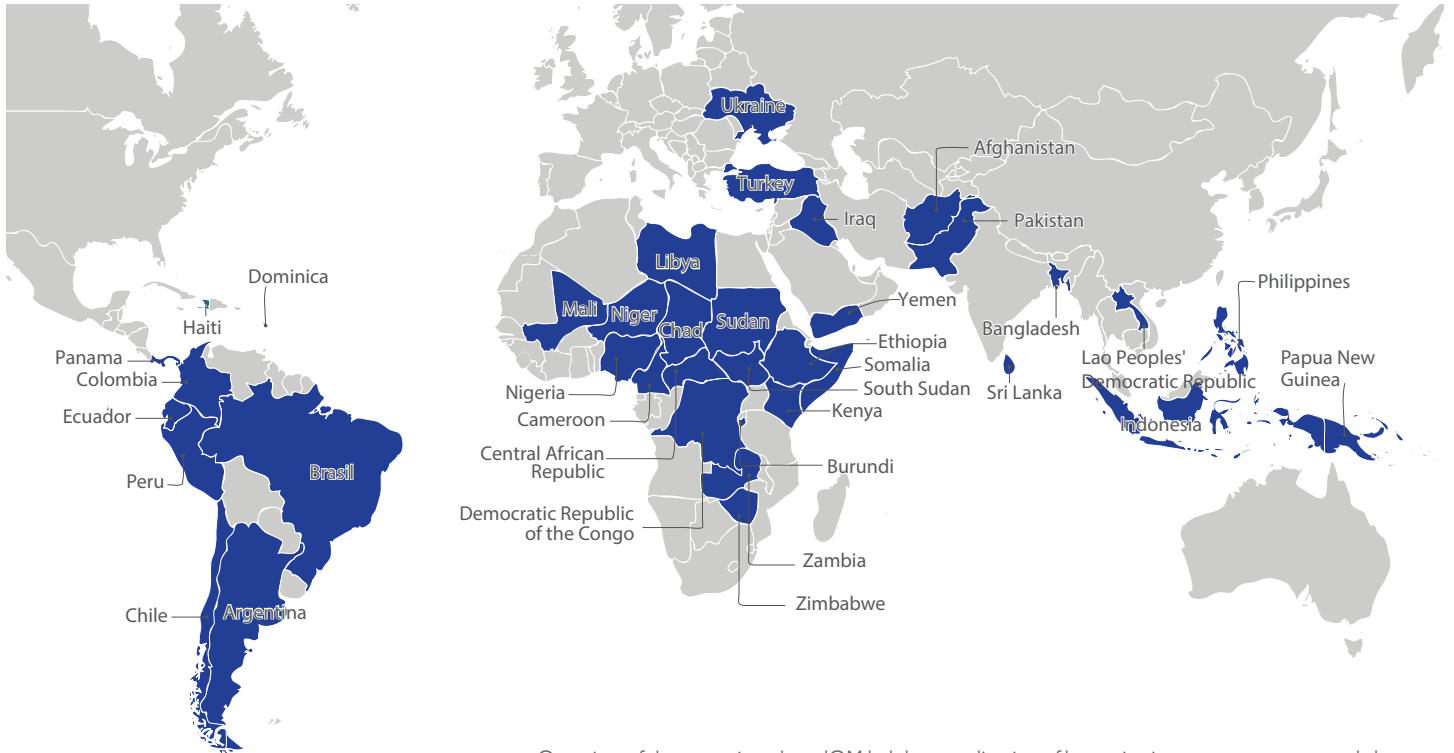 Ukraine
Afghanistan
Turkey
Iraq
Pakistan
Libya
Dominica
Philippines
Yemen
Mali
Niger
Chad
Sudan
Haiti
Bangladesh
Ethiopia
Panama
Lao Peoples'
Democratic Republic
Papua New
Guinea
Somalia
Colombia
South Sudan
Nigeria
Sri Lanka
Kenya
Ecuador
Cameroon
Indonesia
Central African
Republic
Burundi
Brasil
Peru
Democratic Republic
of the Congo
Zambia
Zimbabwe
Chile
Argentina